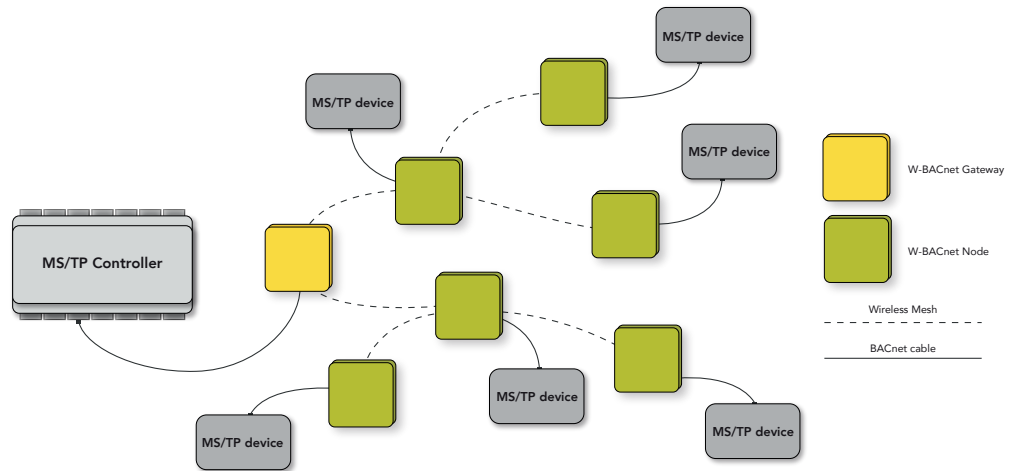 MS/TP device
MS/TP device
MS/TP device
W-BACnet Gateway
MS/TP Controller
W-BACnet Node
Wireless Mesh
BACnet cable
MS/TP device
MS/TP device
MS/TP device